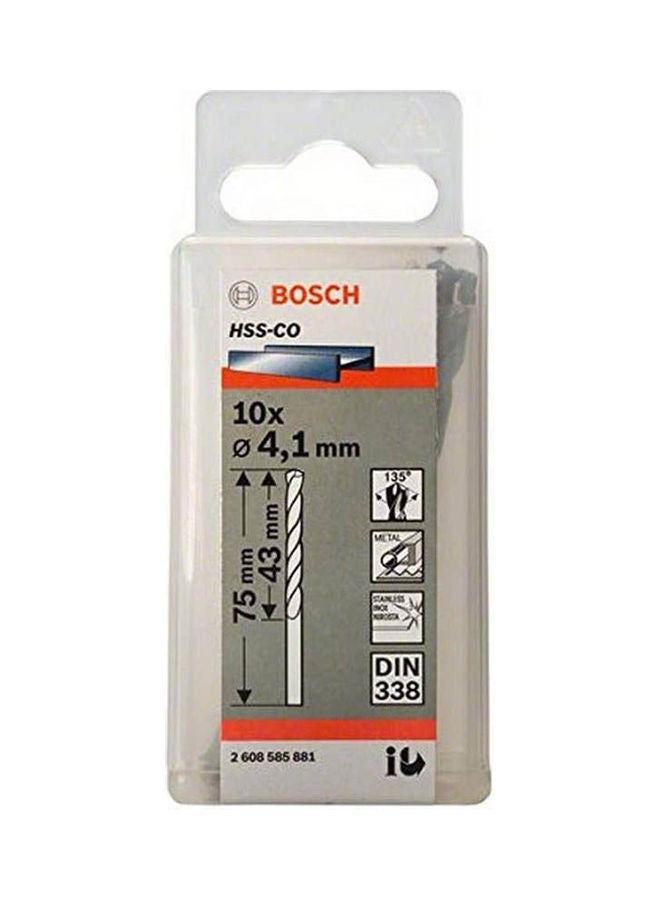 BOSCH
HSS-CO
10x
ø 4,1 mm
75 mm
43 mm
135°
METAL
STAINLESS
INOX
NIROSTA
DIN
338
2 608 585 881